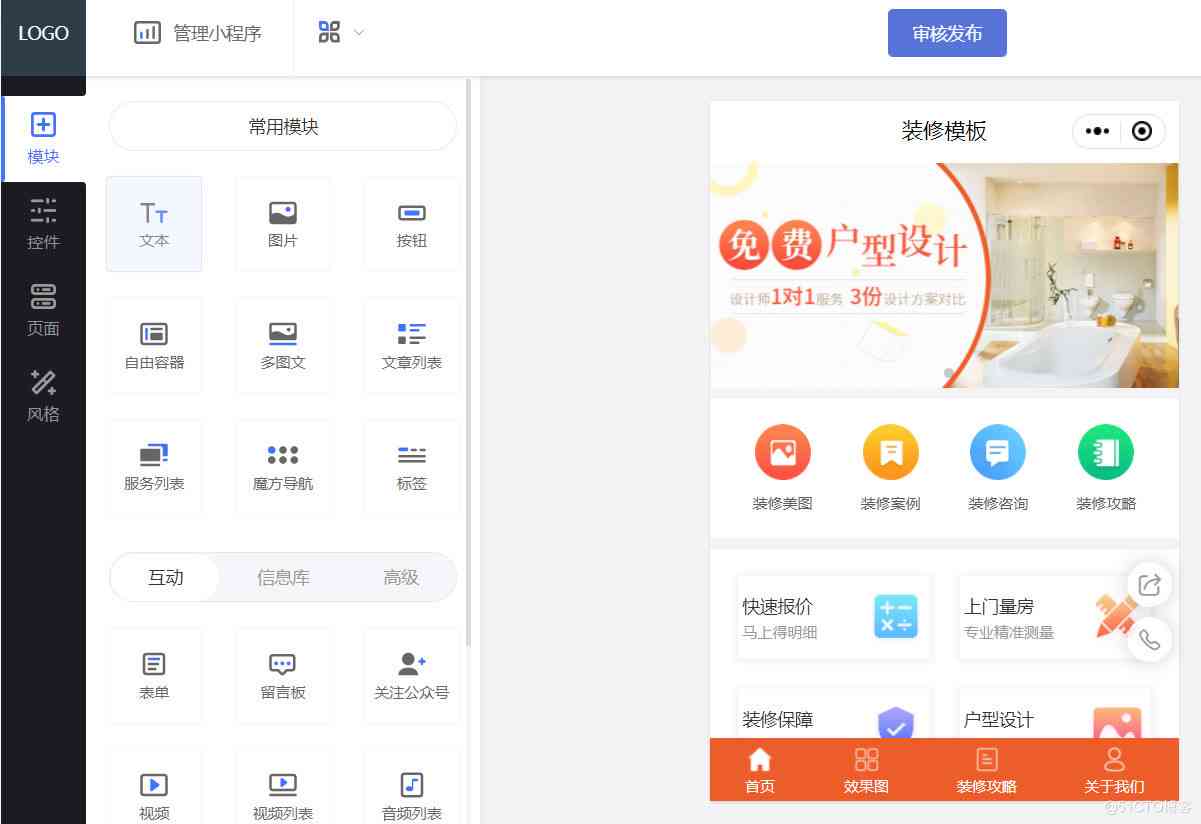 LOGO
管理小程序
审核发布
模块
控件
页面
风格
常用模块
文本
图片
按钮
自由容器
多图文
文章列表
服务列表
魔方导航
标签
互动
信息库
高级
表单
留言板
关注公众号
视频
视频列表
音频列表
装修模板
免费户型设计
设计师1对1服务 3份设计方案对比
装修美图
装修案例
装修咨询
装修攻略
快速报价
马上得明细
上门量房
专业精准测量
装修保障
户型设计
首页
效果图
装修攻略
关于我们
@51CTO博客